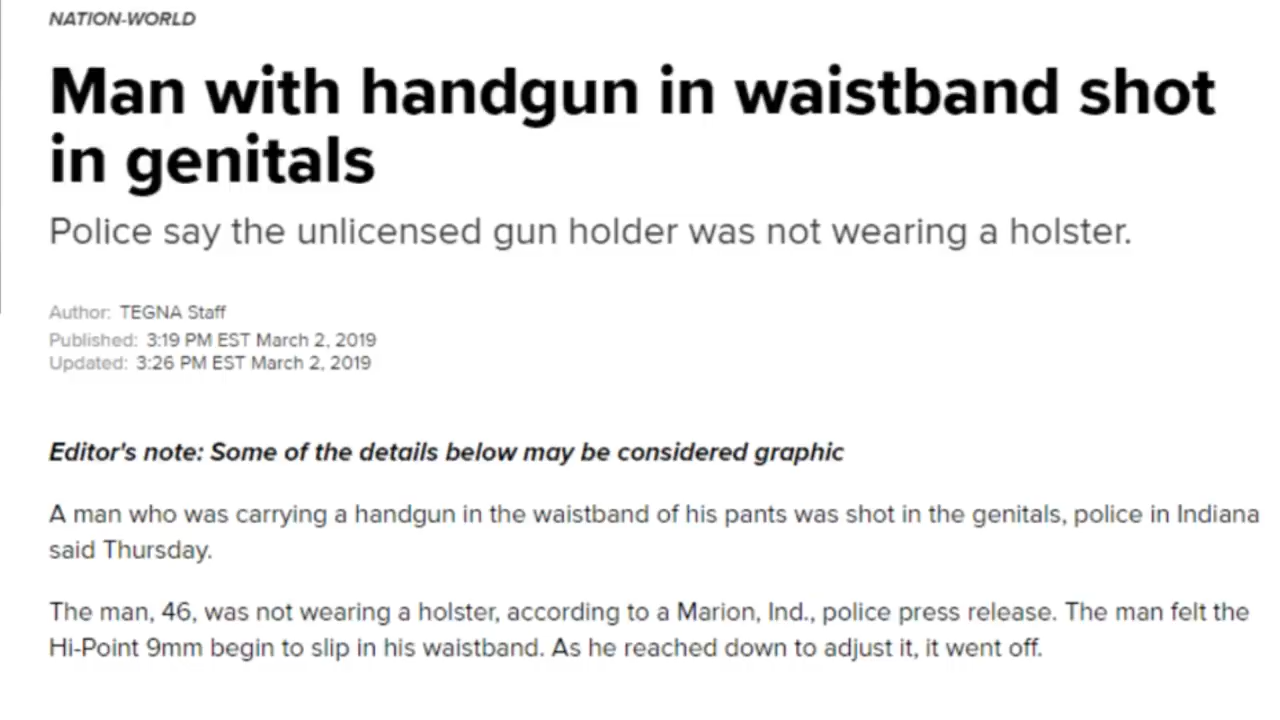 NATION-WORLD
Man with handgun in waistband shot
in genitals
Police say the unlicensed gun holder was not wearing a holster.
Author: TEGNA Staff
Published: 3:19 PM EST March 2, 2019
Updated: 3:26 PM EST March 2, 2019
Editor's note: Some of the details below may be considered graphic
A man who was carrying a handgun in the waistband of his pants was shot in the genitals, police in Indiana
said Thursday.
The man, 46, was not wearing a holster, according to a Marion, Ind., police press release. The man felt the
Hi-Point 9mm begin to slip in his waistband. As he reached down to adjust it, it went off.